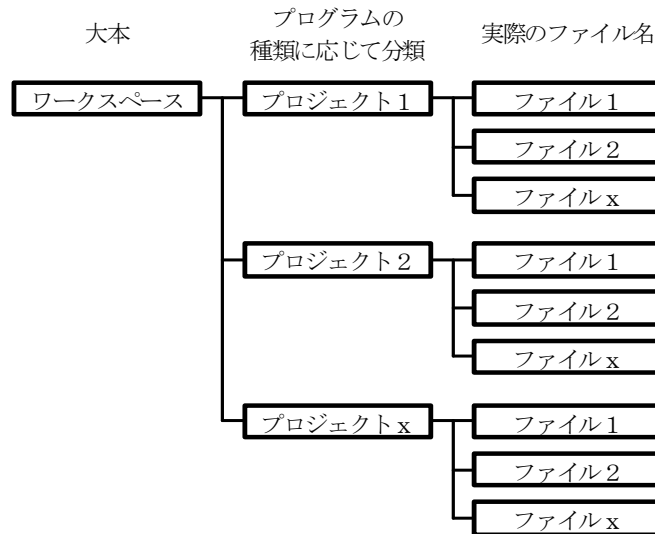 大本
プログラムの
種類に応じて分類
実際のファイル名
ワークスペース
プロジェクト1
ファイル1
ファイル2
ファイルx
プロジェクト2
ファイル1
ファイル2
ファイルx
プロジェクトx
ファイル1
ファイル2
ファイルx